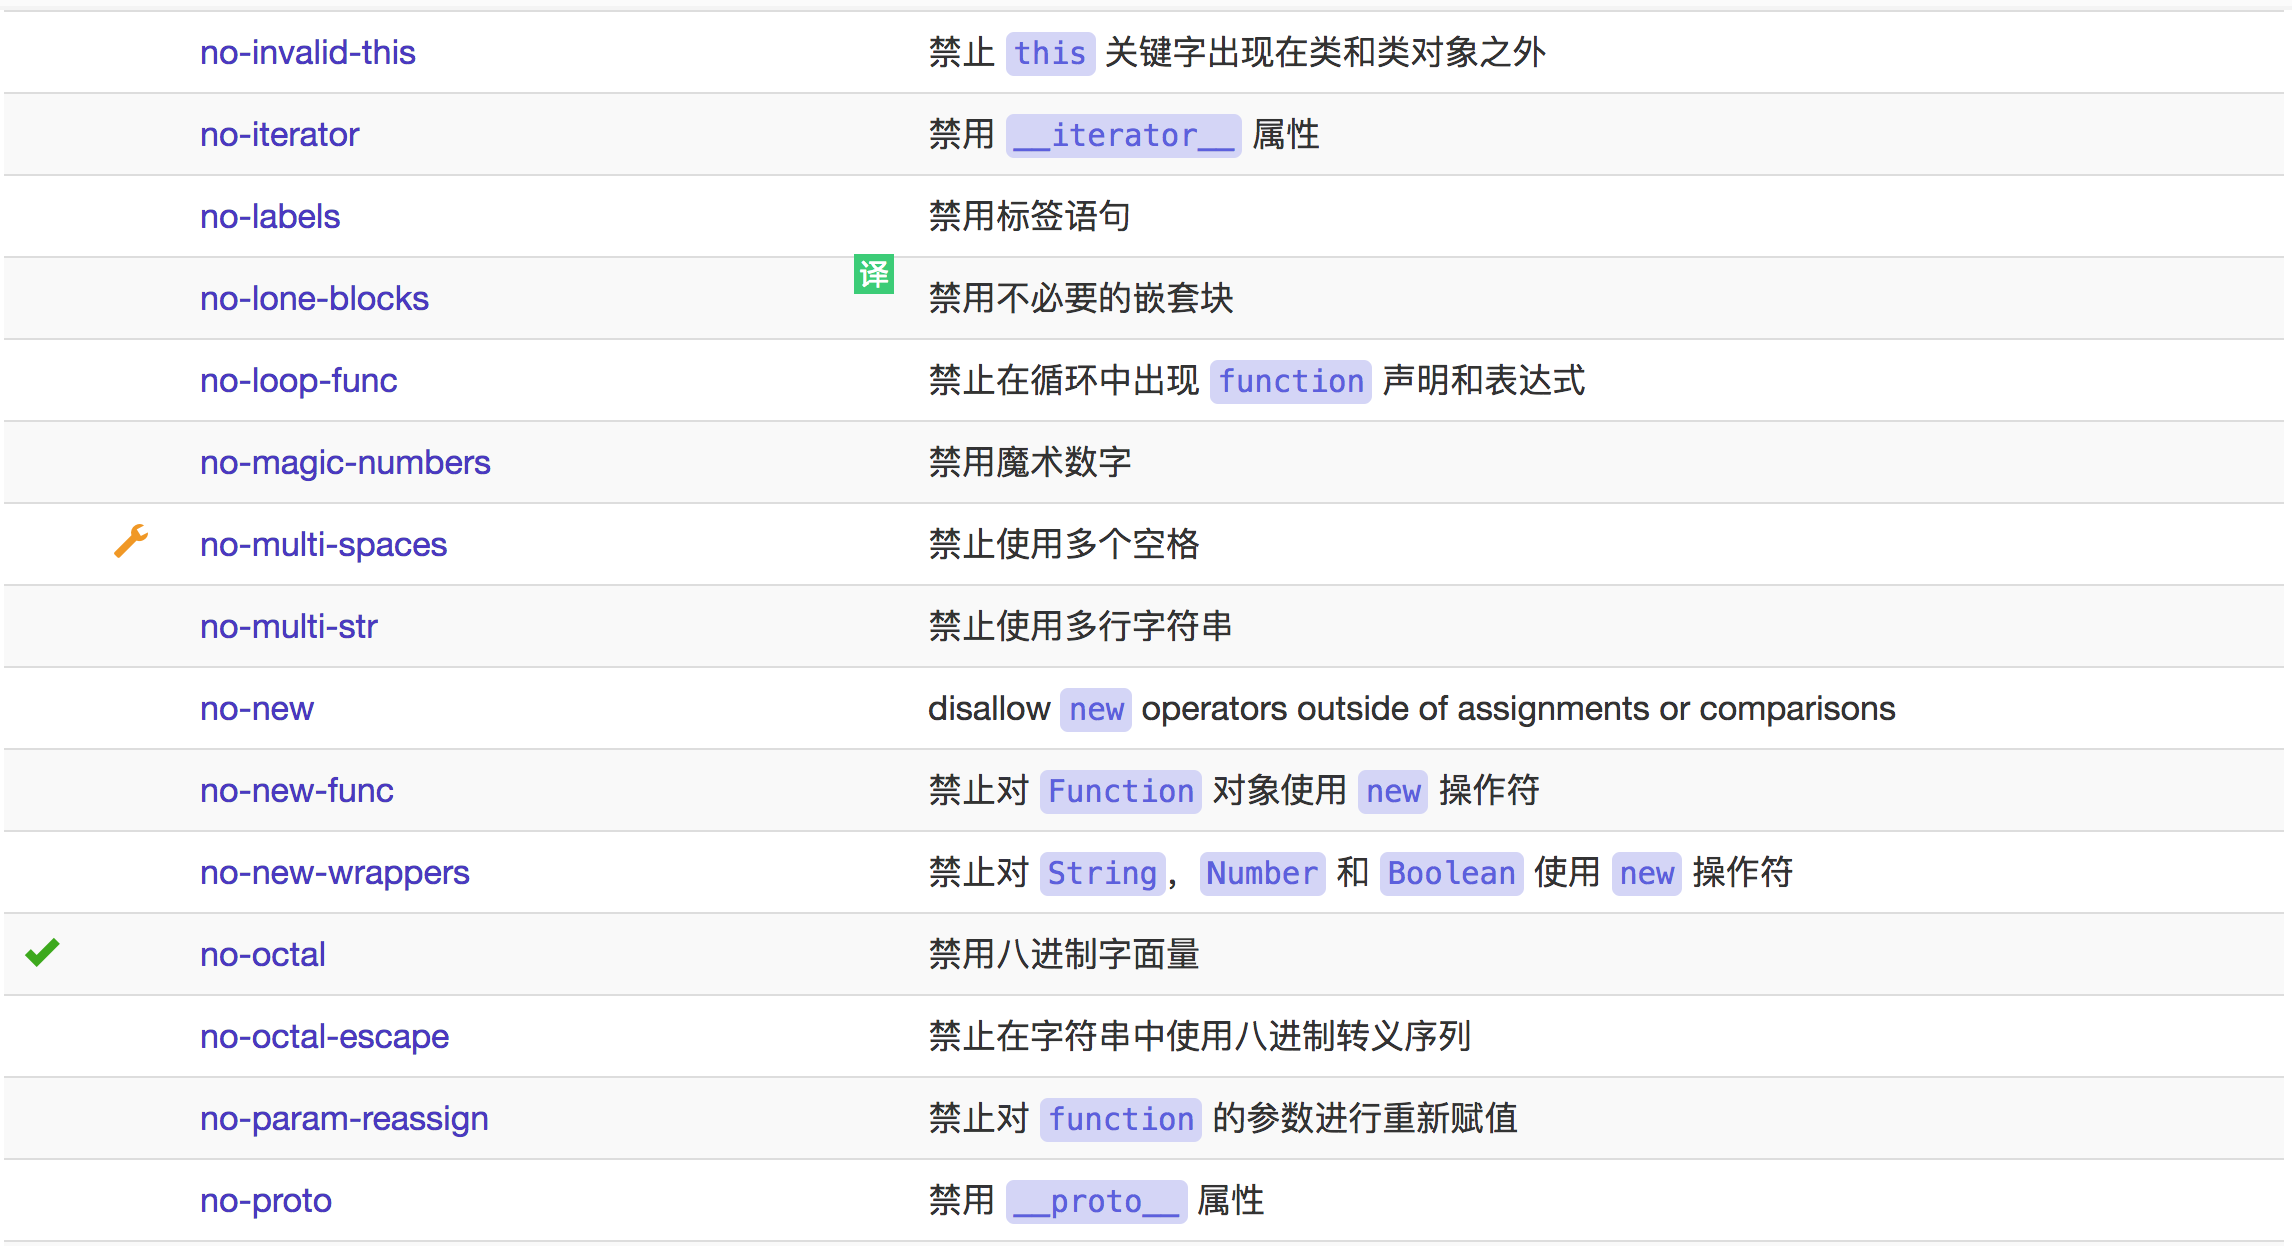 no-invalid-this 禁止 this 关键字出现在类和类对象之外
no-iterator 禁用 __iterator__ 属性
no-labels 禁用标签语句
译
no-lone-blocks 禁用不必要的嵌套块
no-loop-func 禁止在循环中出现 function 声明和表达式
no-magic-numbers 禁用魔术数字
no-multi-spaces 禁止使用多个空格
no-multi-str 禁止使用多行字符串
no-new disallow new operators outside of assignments or comparisons
no-new-func 禁止对 Function 对象使用 new 操作符
no-new-wrappers 禁止对 String，Number 和 Boolean 使用 new 操作符
no-octal 禁用八进制字面量
no-octal-escape 禁止在字符串中使用八进制转义序列
no-param-reassign 禁止对 function 的参数进行重新赋值
no-proto 禁用 __proto__ 属性